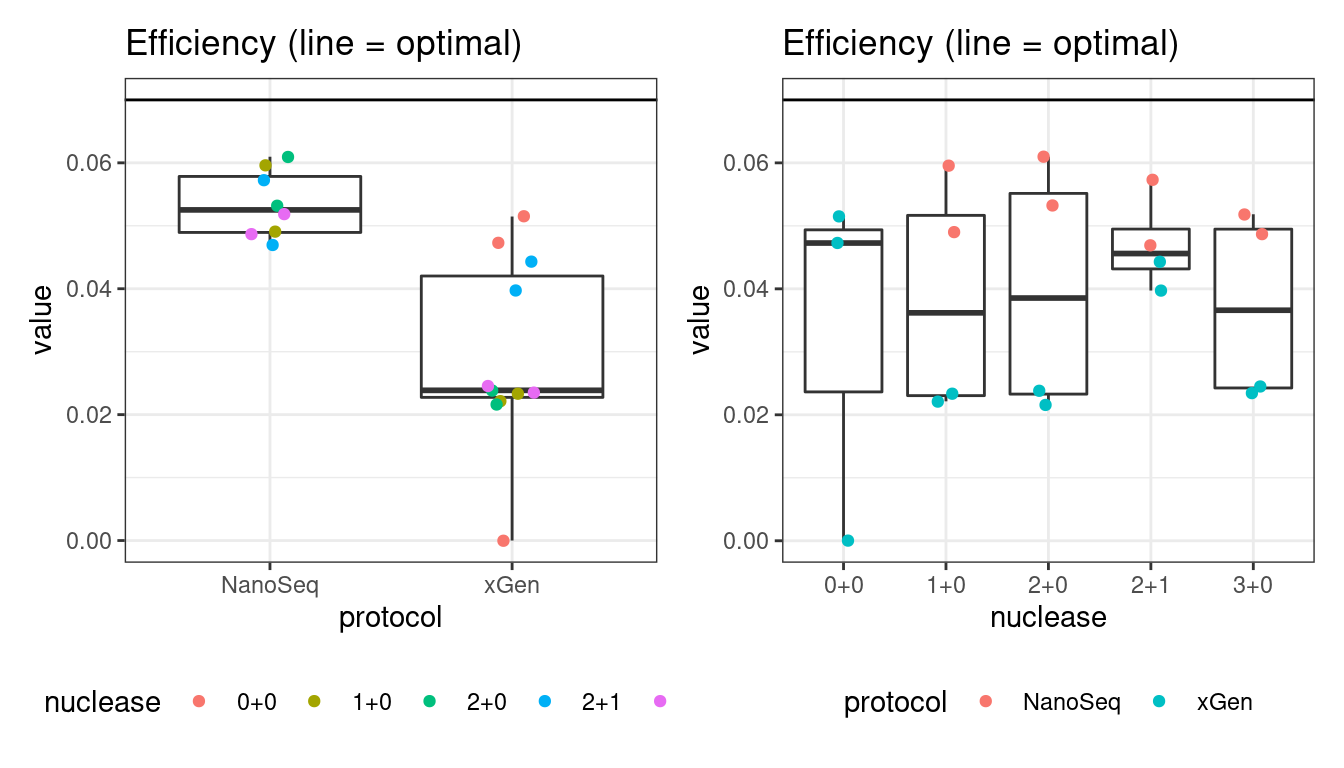 Efficiency (line = optimal)
value
0.06
0.04
0.02
0.00
NanoSeq xGen
protocol
nuclease 0+0 1+0 2+0 2+1
Efficiency (line = optimal)
value
0.06
0.04
0.02
0.00
0+0 1+0 2+0 2+1 3+0
nuclease
protocol NanoSeq xGen